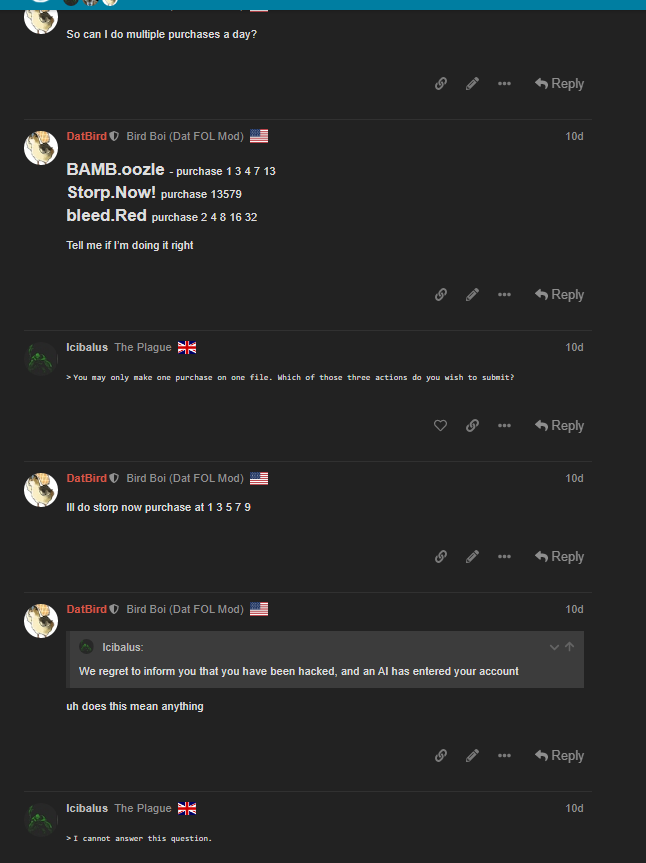 So can I do multiple purchases a day?
Reply
DatBird Bird Boi (Dat FOL Mod) 10d
BAMB.oozle - purchase 1 3 4 7 13
Storp.Now! purchase 13579
bleed.Red purchase 2 4 8 16 32
Tell me if I'm doing it right
Reply
Icibalus The Plague 10d
> You may only make one purchase on one file. Which of those three actions do you wish to submit?
Reply
DatBird Bird Boi (Dat FOL Mod) 10d
Ill do storp now purchase at 1 3 5 7 9
Reply
DatBird Bird Boi (Dat FOL Mod) 10d
Icibalus:
We regret to inform you that you have been hacked, and an AI has entered your account
uh does this mean anything
Reply
Icibalus The Plague 10d
> I cannot answer this question.